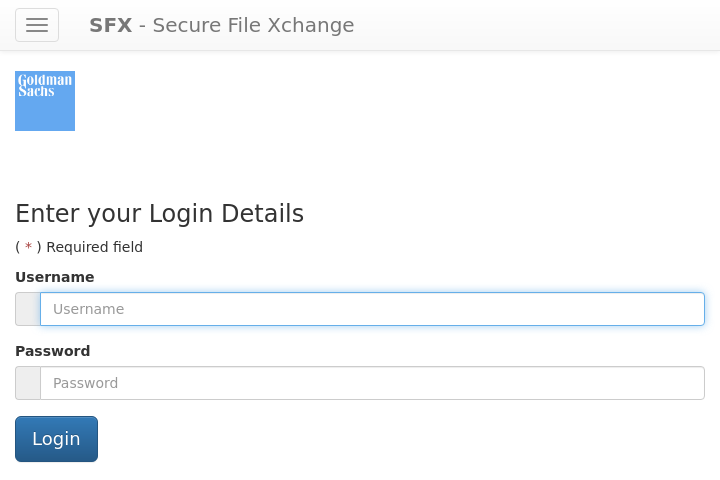 SFX - Secure File Xchange
Goldman
Sachs
Enter your Login Details
( * ) Required field
Username
Username
Password
Password
Login